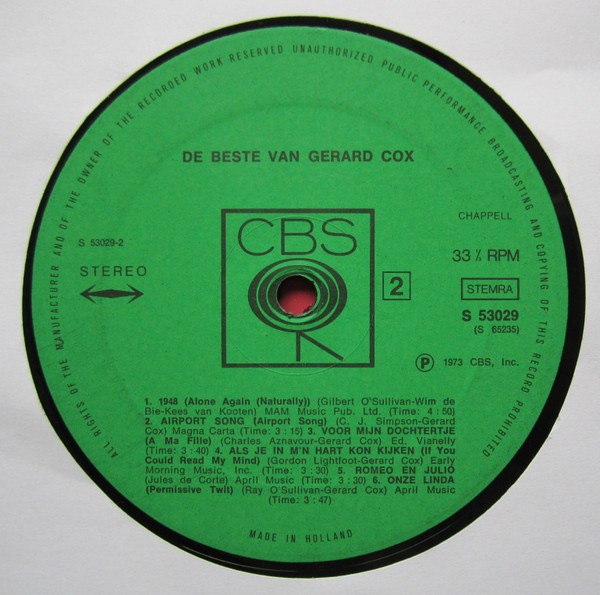 ALL RIGHTS OF THE MANUFACTURER AND OF THE OWNER OF THE RECORDED WORK RESERVED UNAUTHORIZED PUBLIC PERFORMANCE BROADCASTING AND COPYING OF THIS RECORD PROHIBITED
DE BESTE VAN GERARD COX
CBS
CHAPPELL
S 53029-2
STEREO
33 ⅓ RPM
2
STEMRA
S 53029
(S 65235)
Ⓟ 1973 CBS, Inc.
1. 1948 (Alone Again (Naturally)) (Gilbert O'Sullivan-Wim de
Bie-Kees van Kooten) MAM Music Pub. Ltd. (Time: 4 : 50)
2. AIRPORT SONG (Airport Song) (C. J. Simpson-Gerard
Cox) Magna Carta (Time: 3 : 15) 3. VOOR MIJN DOCHTERTJE
(A Ma Fille) (Charles Aznavour-Gerard Cox) Ed. Vianelly
(Time: 3 : 40) 4. ALS JE IN M'N HART KON KIJKEN (If You
Could Read My Mind) (Gordon Lightfoot-Gerard Cox) Early
Morning Music, Inc. (Time: 3 : 30) 5. ROMEO EN JULIO
(Jules de Corte) April Music (Time: 3 : 30) 6. ONZE LINDA
(Permissive Twit) (Ray O'Sullivan-Gerard Cox) April Music
(Time: 3 : 47)
MADE IN HOLLAND